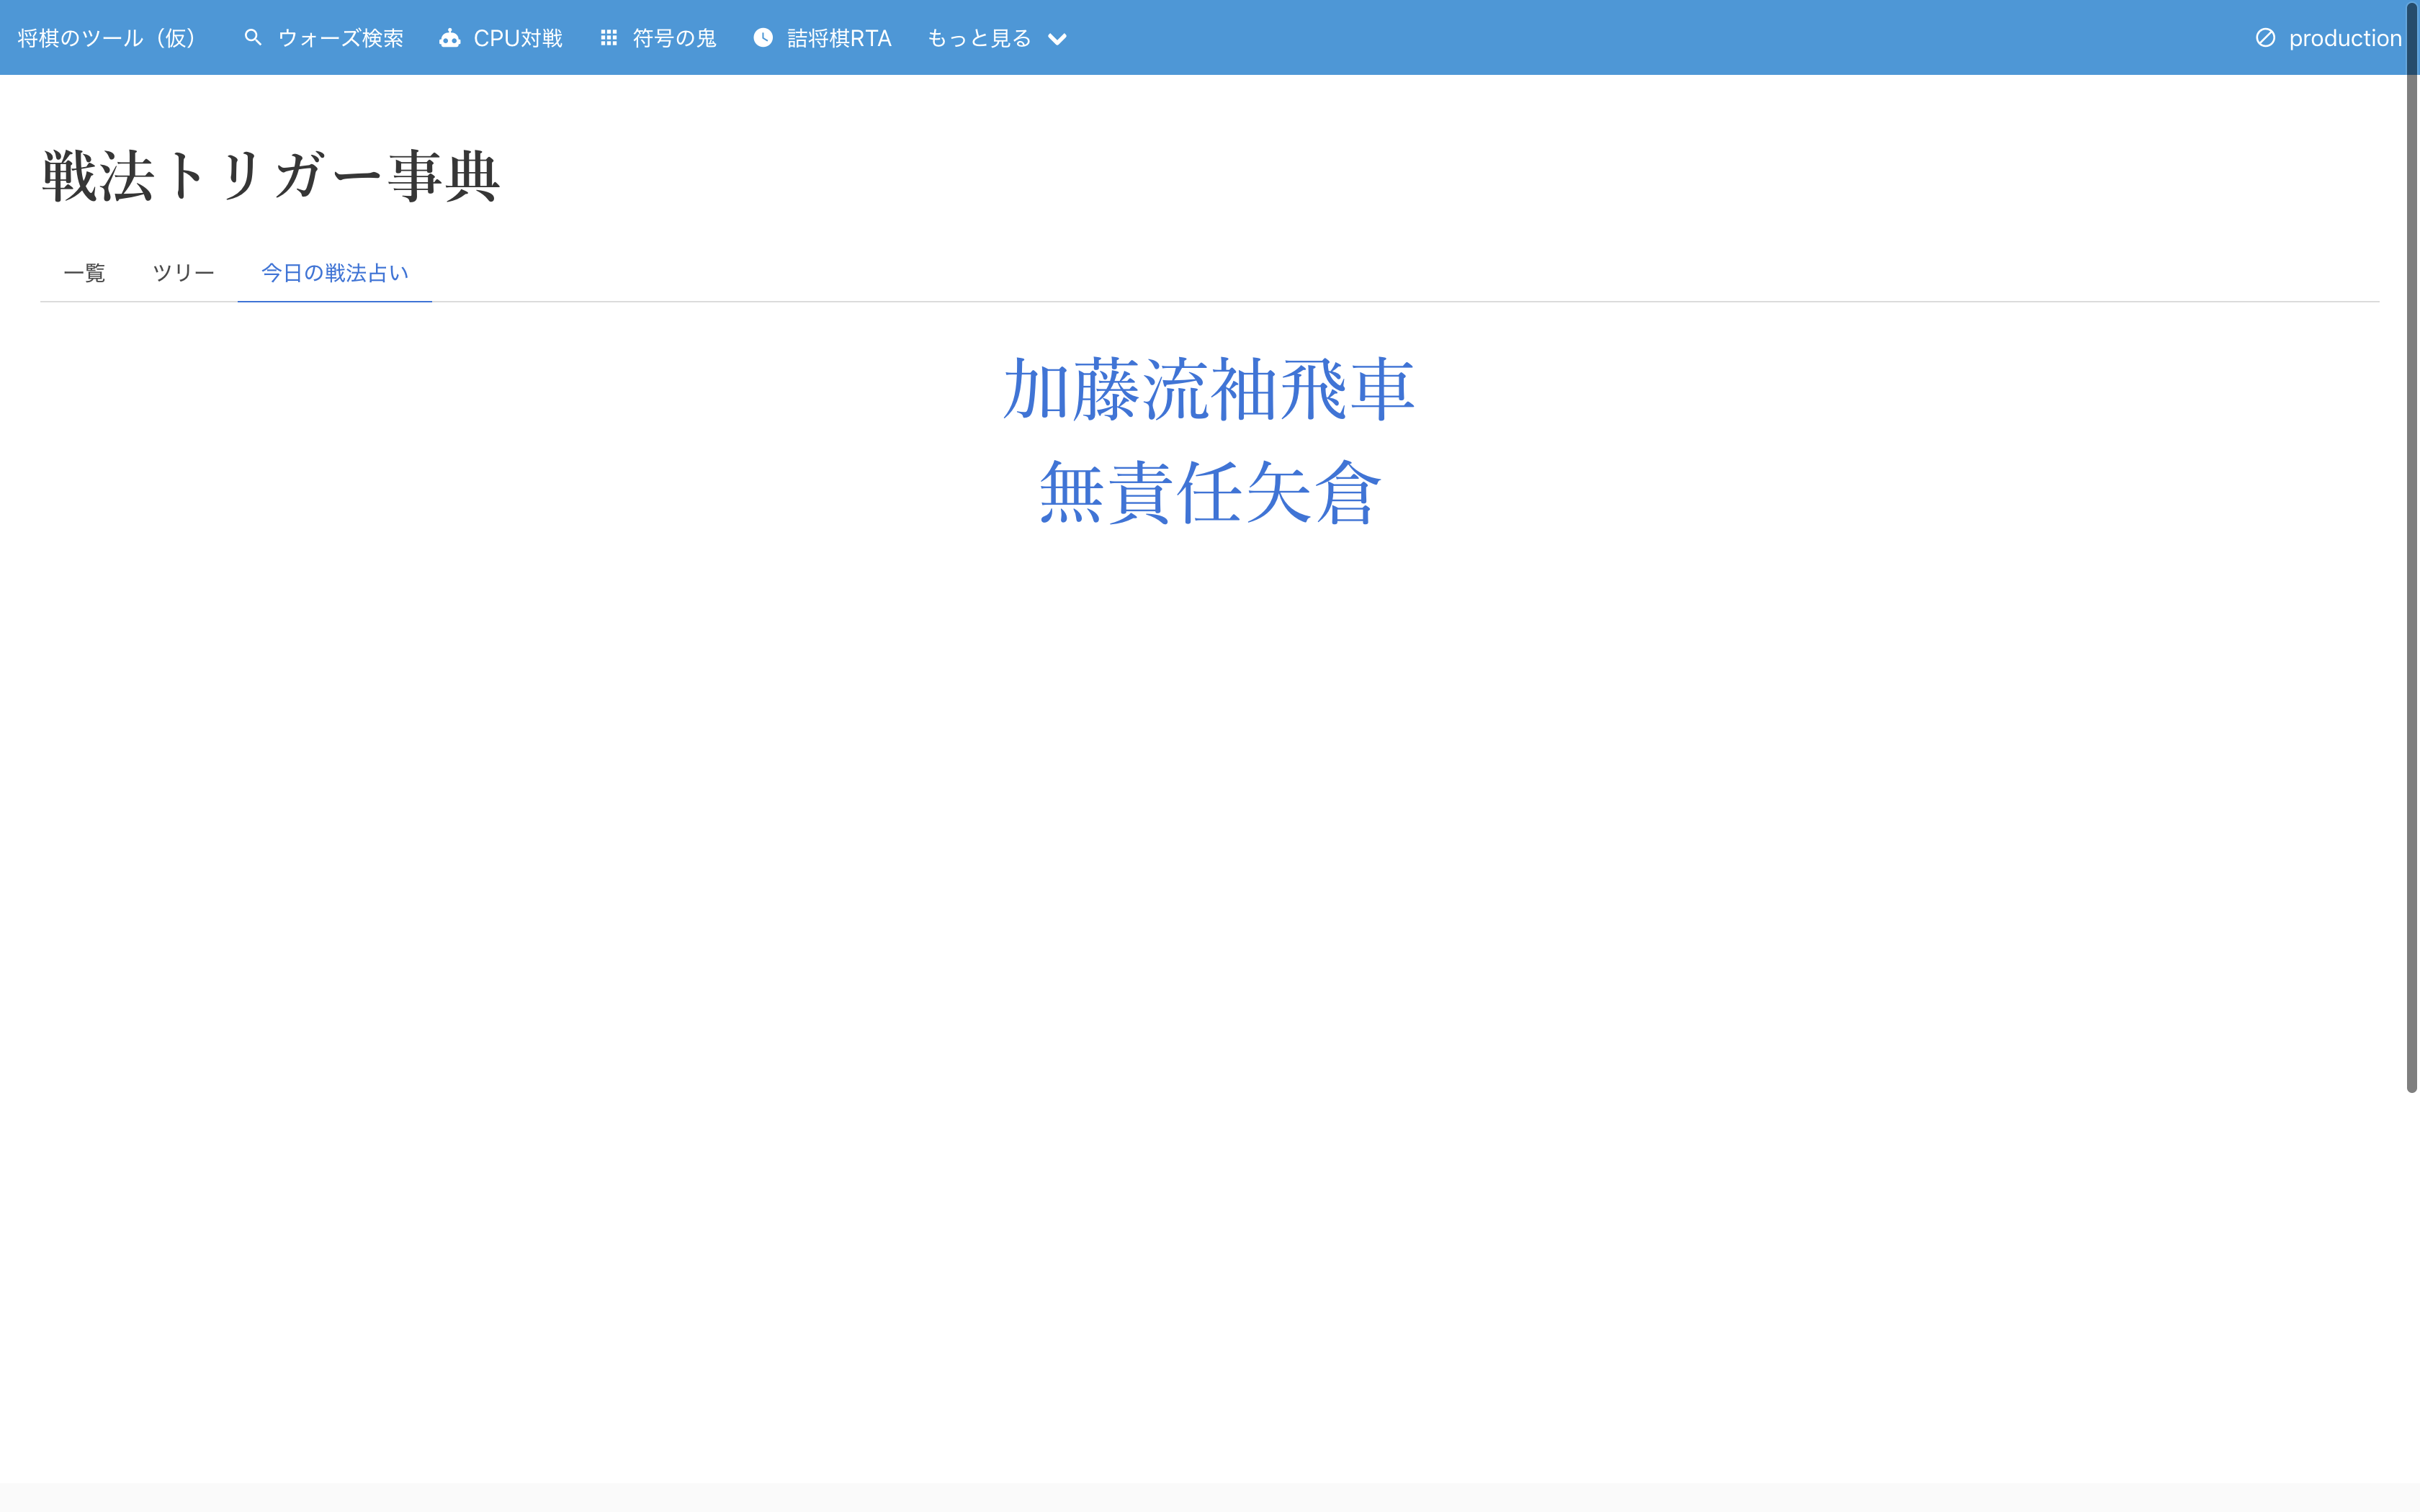 将棋のツール（仮） ウォーズ検索 CPU対戦 符号の鬼 詰将棋RTA もっと見る production
戦法トリガー事典
一覧 ツリー 今日の戦法占い
加藤流袖飛車
無責任矢倉